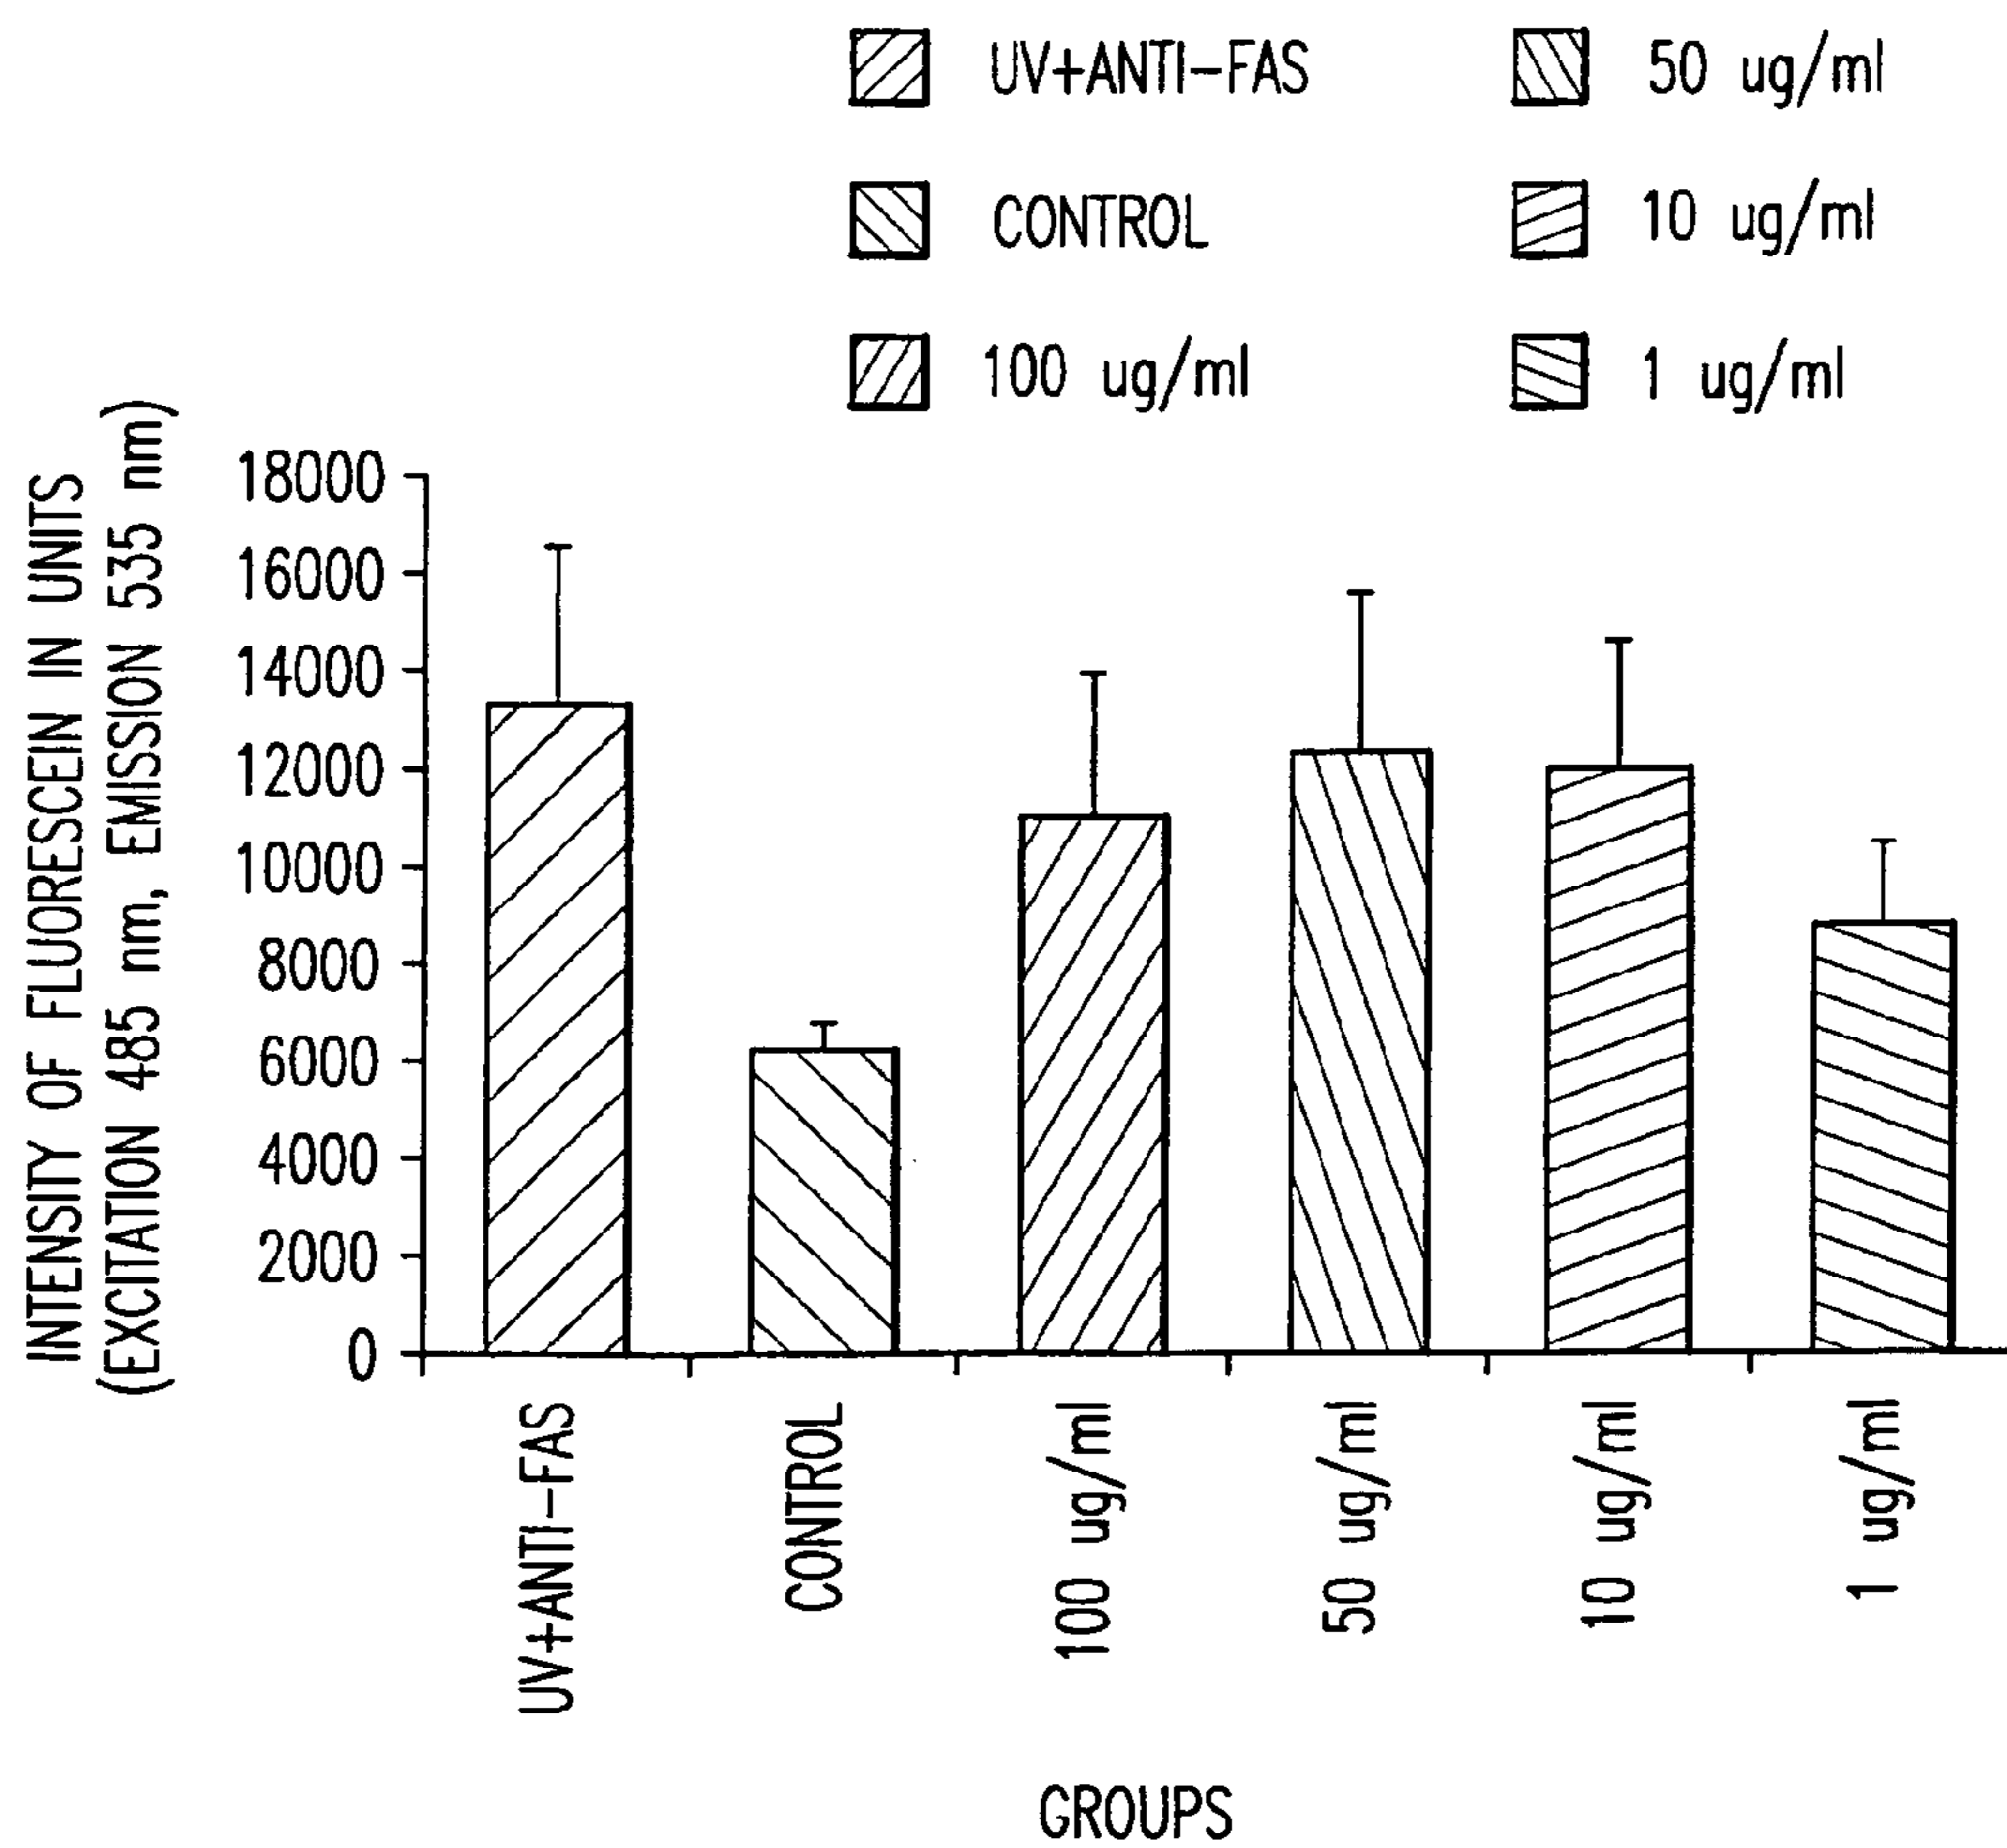 UV+ANTI-FAS
50 ug/ml
CONTROL
10 ug/ml
100 ug/ml
1 ug/ml
INTENSITY OF FLUORESCEIN IN UNITS
(EXCITATION 485 nm, EMISSION 535 nm)
18000
16000
14000
12000
10000
8000
6000
4000
2000
0
UV+ANTI-FAS
CONTROL
100 ug/ml
50 ug/ml
10 ug/ml
1 ug/ml
GROUPS